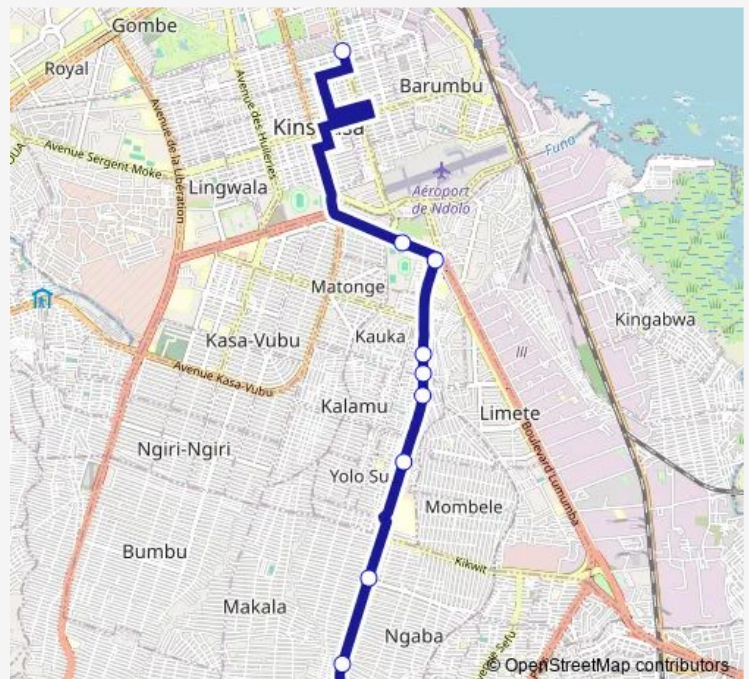 Gombe
Royal
Barumbu
Kinshasa
Avenue des Huileries
Avenue de la Libération
Avenue Sergent Moke
Funa
Lingwala
Aéroport
de Ndolo
Matonge
Kingabwa
Kasa-Vubu
Kauka
III
Avenue Kasa-Vubu
Kalamu
Limete
Boulevard Lumumba
Ngiri-Ngiri
Yolo Su
Mombele
Bumbu
Kikwit
Makala
Ngaba
© OpenStreetMap contributors